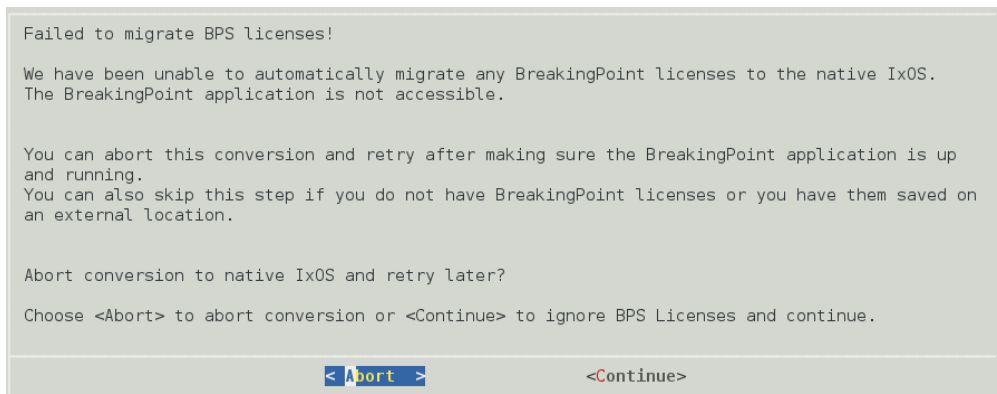 Failed to migrate BPS licenses!
We have been unable to automatically migrate any BreakingPoint licenses to the native IxOS.
The BreakingPoint application is not accessible.
You can abort this conversion and retry after making sure the BreakingPoint application is up
and running.
You can also skip this step if you do not have BreakingPoint licenses or you have them saved on
an external location.
Abort conversion to native IxOS and retry later?
Choose <Abort> to abort conversion or <Continue> to ignore BPS Licenses and continue.
< Abort > <Continue>